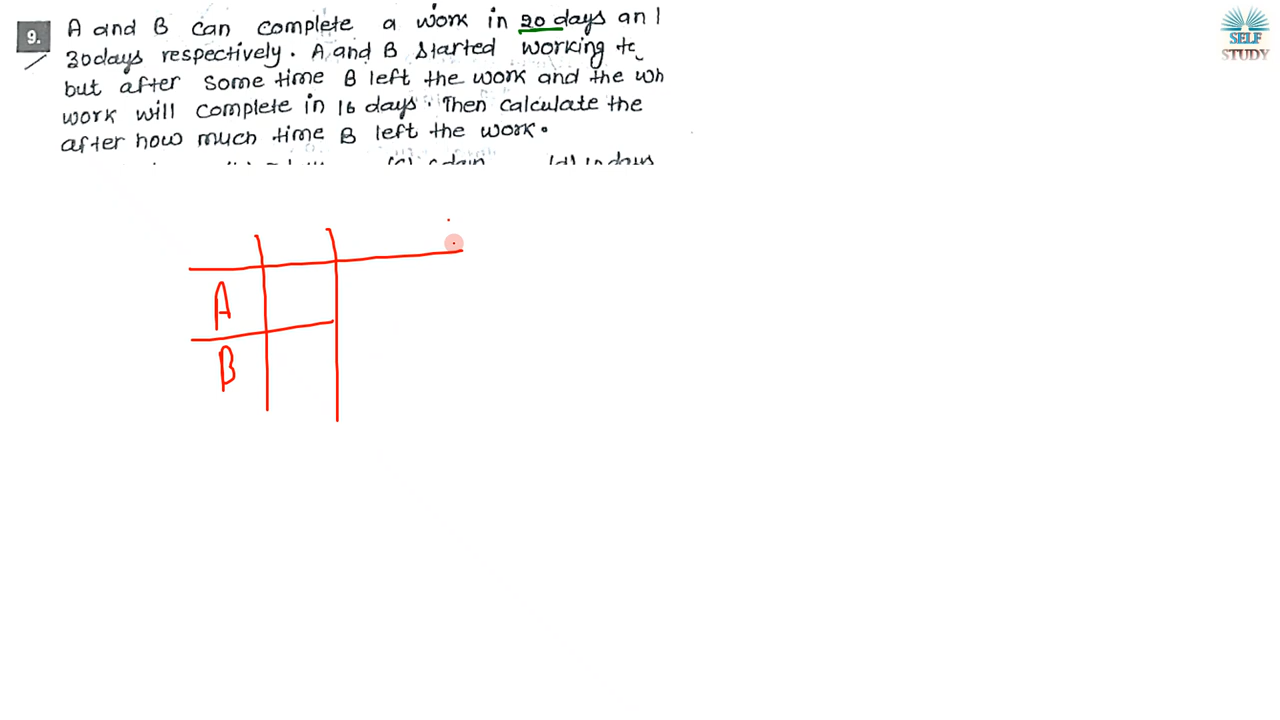 9. A and B can complete a work in 20 days an
30days respectively. A and B started working
but after some time B left the work and the wh
work will complete in 16 days. Then calculate the
after how much time B left the work.
SELF
STUDY
A
B